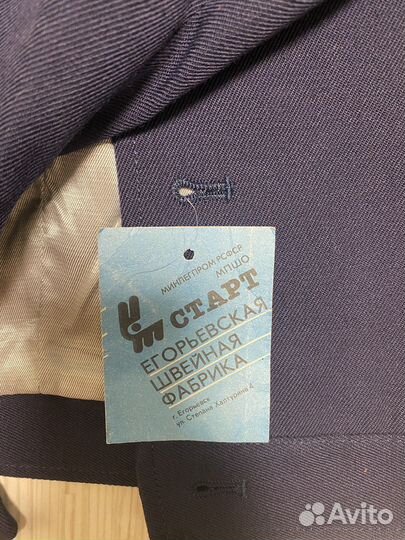 МИНЛЕГПРОМ РСФСР
МПШО
СТАРТ
ЕГОРЬЕВСКАЯ
ШВЕЙНАЯ
ФАБРИКА
г. Егорьевск
ул. Степана Халтурина 4
Avito